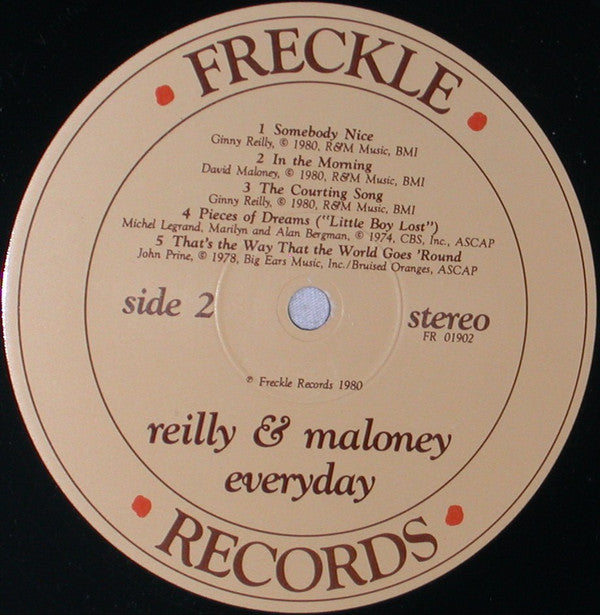 FRECKLE
1 Somebody Nice
Ginny Reilly, © 1980, R&M Music, BMI
2 In the Morning
David Maloney, © 1980, R&M Music, BMI
3 The Courting Song
Ginny Reilly, © 1980, R&M Music, BMI
4 Pieces of Dreams ("Little Boy Lost")
Michel Legrand, Marilyn and Alan Bergman, © 1974, CBS, Inc., ASCAP
5 That's the Way That the World Goes 'Round
John Prine, © 1978, Big Ears Music, Inc./Bruised Oranges, ASCAP
side 2
stereo
FR 01902
℗ Freckle Records 1980
reilly & maloney
everyday
RECORDS